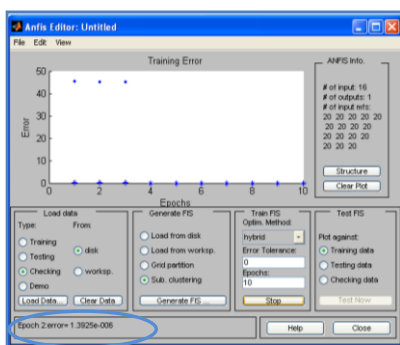 Anfis Editor: Untitled
File Edit View
Training Error
50
40
30
20
10
0
Error
0 2 4 6 8 10
Epochs
ANFIS Info.
# of input: 16
# of outputs: 1
# of input mfs:
20 20 20 20 20
20 20 20 20
20 20 20 20
20 20 20
Structure
Clear Plot
Load data
Type: From:
Training
Testing
Checking
Demo
disk
worksp.
Load Data... Clear Data
Generate FIS
Load from disk
Load from worksp.
Grid partition
Sub. clustering
Generate FIS ...
Train FIS
Optim. Method:
hybrid
Error Tolerance:
0
Epochs:
10
Stop
Test FIS
Plot against:
Training data
Testing data
Checking data
Test Now
Epoch 2:error= 1.3925e-006
Help Close